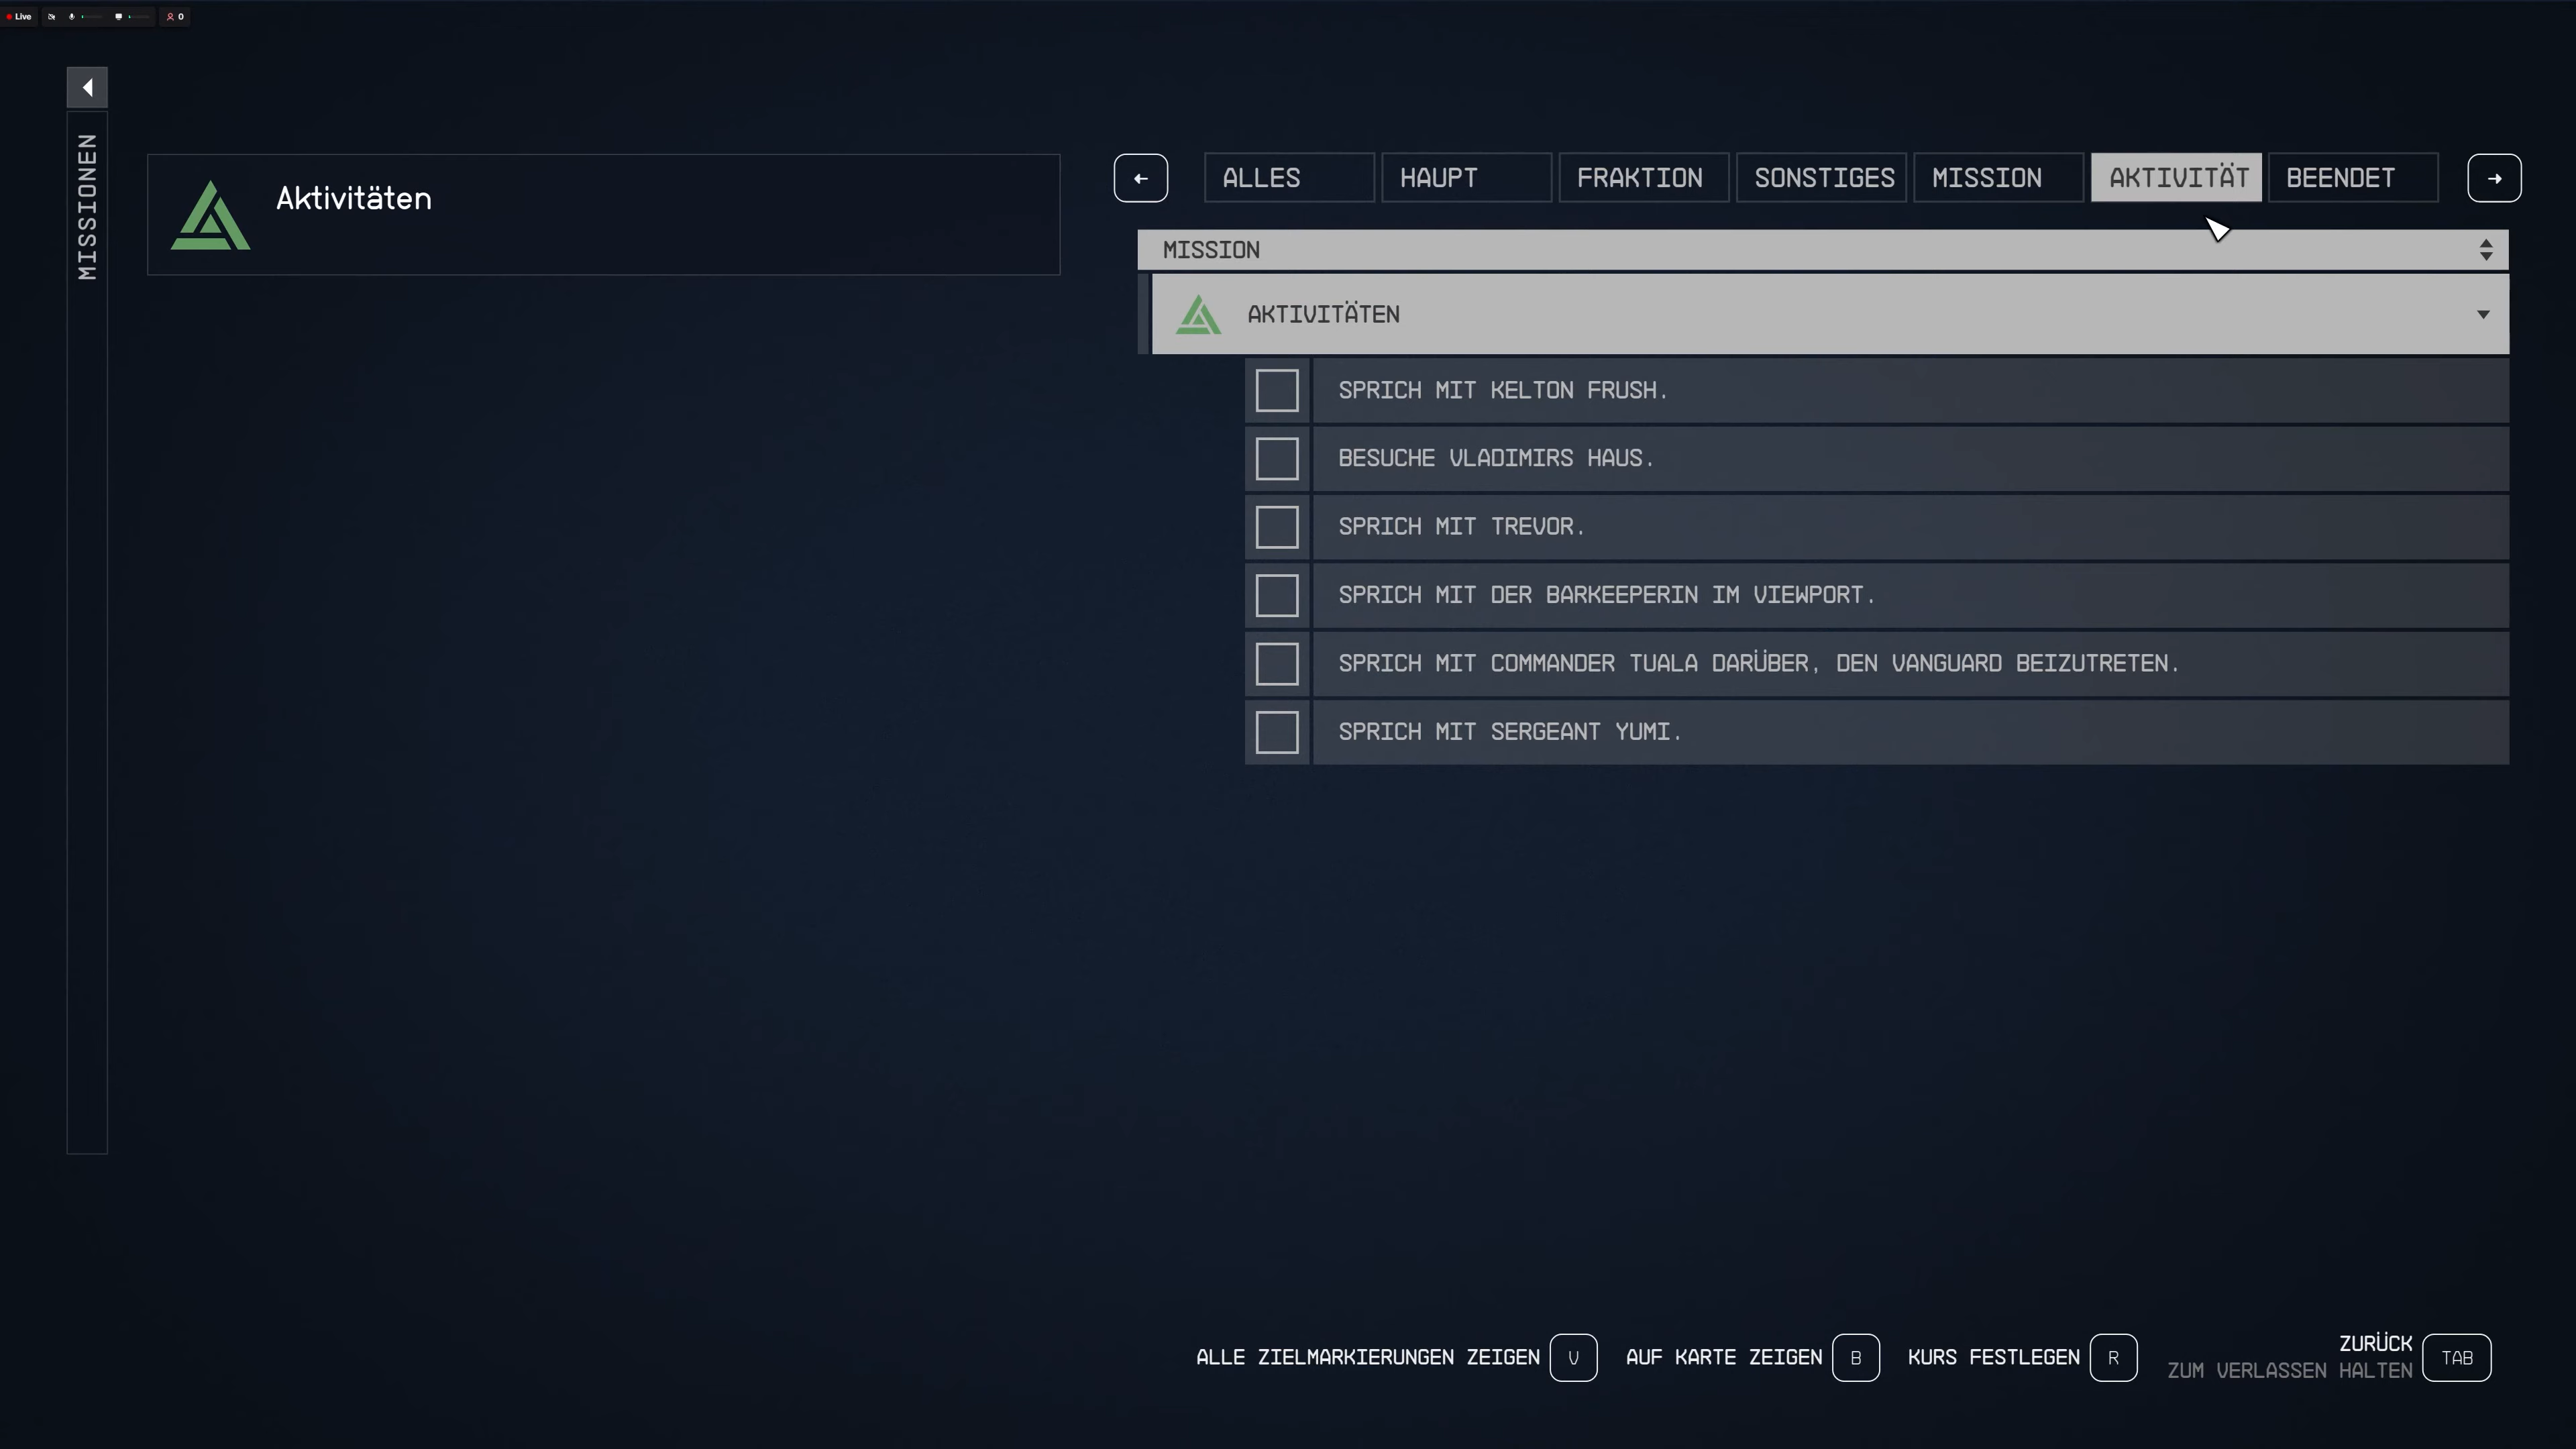 Live
0
MISSIONEN
Aktivitäten
ALLES HAUPT FRAKTION SONSTIGES MISSION AKTIVITÄT BEENDET
MISSION
AKTIVITÄTEN
SPRICH MIT KELTON FRUSH.
BESUCHE VLADIMIRS HAUS.
SPRICH MIT TREVOR.
SPRICH MIT DER BARKEEPERIN IM VIEWPORT.
SPRICH MIT COMMANDER TUALA DARÜBER, DEN VANGUARD BEIZUTRETEN.
SPRICH MIT SERGEANT YUMI.
ALLE ZIELMARKIERUNGEN ZEIGEN V AUF KARTE ZEIGEN B KURS FESTLEGEN R ZURÜCK TAB
ZUM VERLASSEN HALTEN